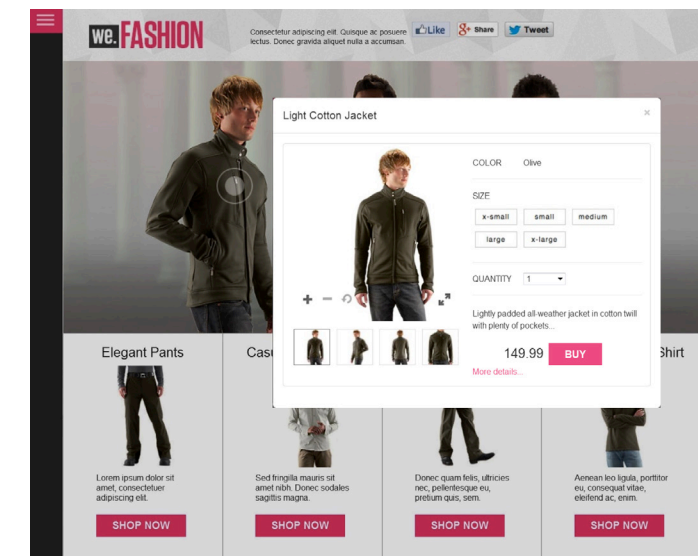 we.FASHION
Consectetur adipiscing elit. Quisque ac posuere
lectus. Donec gravida aliquet nulla a accumsan.
Like
Share
Tweet
Light Cotton Jacket
COLOR Olive
SIZE
x-small small medium
large x-large
QUANTITY 1
Lightly padded all-weather jacket in cotton twill
with plenty of pockets...
149.99 BUY
More details...
Elegant Pants
Lorem ipsum dolor sit
amet, consectetuer
adipiscing elit.
SHOP NOW
Cas
Sed fringilla mauris sit
amet nibh. Donec sodales
sagittis magna.
SHOP NOW
Donec quam felis, ultricies
nec, pellentesque eu,
pretium quis, sem.
SHOP NOW
Shirt
Aenean leo ligula, porttitor
eu, consequat vitae,
eleifend ac, enim.
SHOP NOW